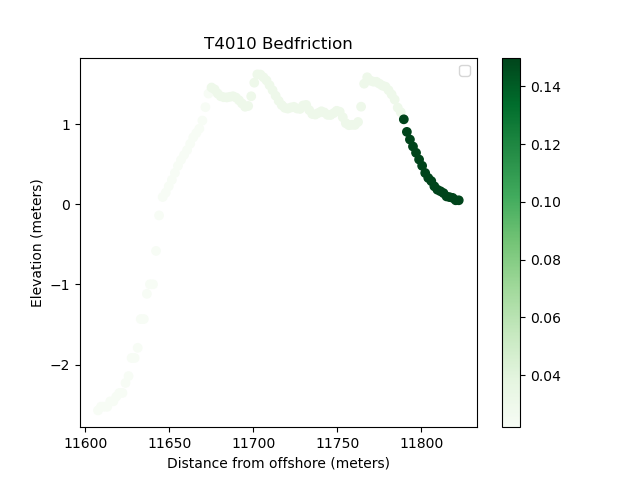 T4010 Bedfriction
Elevation (meters)
1
0
−1
−2
11600 11650 11700 11750 11800
Distance from offshore (meters)
0.14
0.12
0.10
0.08
0.06
0.04